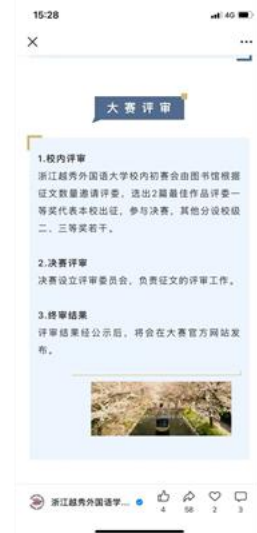 15:28
4G
大赛评审
1.校内评审
浙江越秀外国语大学校内初赛会由图书馆根据
征文数量邀请评委，选出2篇最佳作品评委一
等奖代表本校出征，参与决赛，其他分设校级
二、三等奖若干。
2.决赛评审
决赛设立评审委员会，负责征文的评审工作。
3.终审结果
评审结果经公示后，将会在大赛官方网站发
布。
浙江越秀外国语学...
4
58
2
3